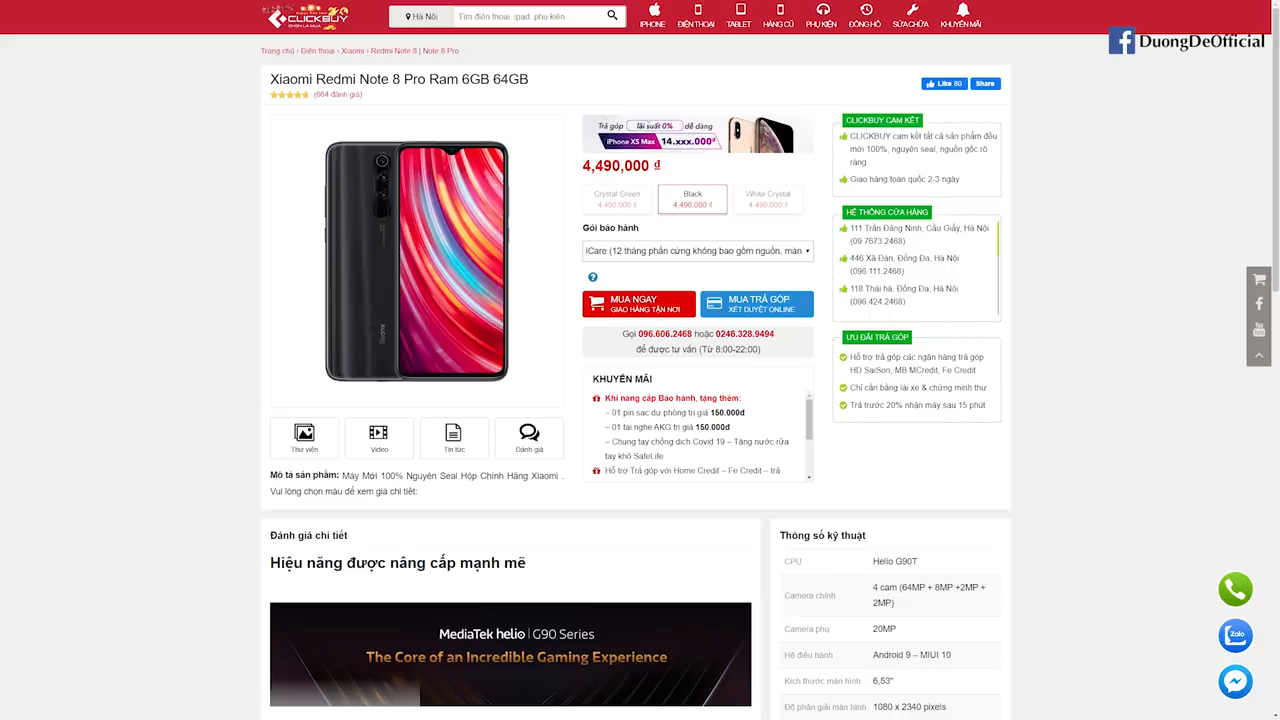 CLICKBUY
CHỌN LÀ MUA
Hà Nội
Tìm điện thoại, ipad, phụ kiện..
IPHONE
ĐIỆN THOẠI
TABLET
HÀNG CŨ
PHỤ KIỆN
ĐỒNG HỒ
SỬA CHỮA
KHUYẾN MÃI
DuongDeOfficial
Trang chủ › Điện thoại › Xiaomi › Redmi Note 8 | Note 8 Pro
Xiaomi Redmi Note 8 Pro Ram 6GB 64GB
(664 đánh giá)
Like 80
Share
Redmi
Thư viện
Video
Tin tức
Đánh giá
Mô tả sản phẩm: Máy Mới 100% Nguyên Seal Hộp Chính Hãng Xiaomi .
Vui lòng chọn màu để xem giá chi tiết:
Trả góp lãi suất 0% dễ dàng
iPhone XS Max 14.xxx.000đ
4,490,000 ₫
Crystal Green
4,490,000 ₫
Black
4,490,000 ₫
White Crystal
4,490,000 ₫
Gói bảo hành
iCare (12 tháng phần cứng không bao gồm nguồn, màn
MUA NGAY
GIAO HÀNG TẬN NƠI
MUA TRẢ GÓP
XÉT DUYỆT ONLINE
Gọi 096.606.2468 hoặc 0246.328.9494
để được tư vấn (Từ 8:00-22:00)
KHUYẾN MÃI
Khi nâng cấp Bảo hành, tặng thêm:
– 01 pin sạc dự phòng trị giá 150.000đ
– 01 tai nghe AKG trị giá 150.000đ
– Chung tay chống dịch Covid 19 – Tặng nước rửa
tay khô SafeLife
Hỗ trợ Trả góp với Home Credit – Fe Credit – trả
CLICKBUY CAM KẾT
CLICKBUY cam kết tất cả sản phẩm đều
mới 100%, nguyên seal, nguồn gốc rõ
ràng
Giao hàng toàn quốc 2-3 ngày
HỆ THỐNG CỬA HÀNG
111 Trần Đăng Ninh, Cầu Giấy, Hà Nội
(09.7673.2468)
446 Xã Đàn, Đống Đa, Hà Nội
(096.111.2468)
118 Thái hà, Đống Đa, Hà Nội
(096.424.2468)
ƯU ĐÃI TRẢ GÓP
Hỗ trợ trả góp các ngân hàng trả góp
HD SaiSon, MB MCredit, Fe Credit
Chỉ cần bằng lái xe & chứng minh thư
Trả trước 20% nhận máy sau 15 phút
Đánh giá chi tiết
Hiệu năng được nâng cấp mạnh mẽ
MediaTek helio | G90 Series
The Core of an Incredible Gaming Experience
Thông số kỹ thuật
CPU
Helio G90T
Camera chính
4 cam (64MP + 8MP +2MP +
2MP)
Camera phụ
20MP
Hệ điều hành
Android 9 – MIUI 10
Kích thước màn hình
6,53"
Độ phân giải màn hình
1080 x 2340 pixels
Zalo